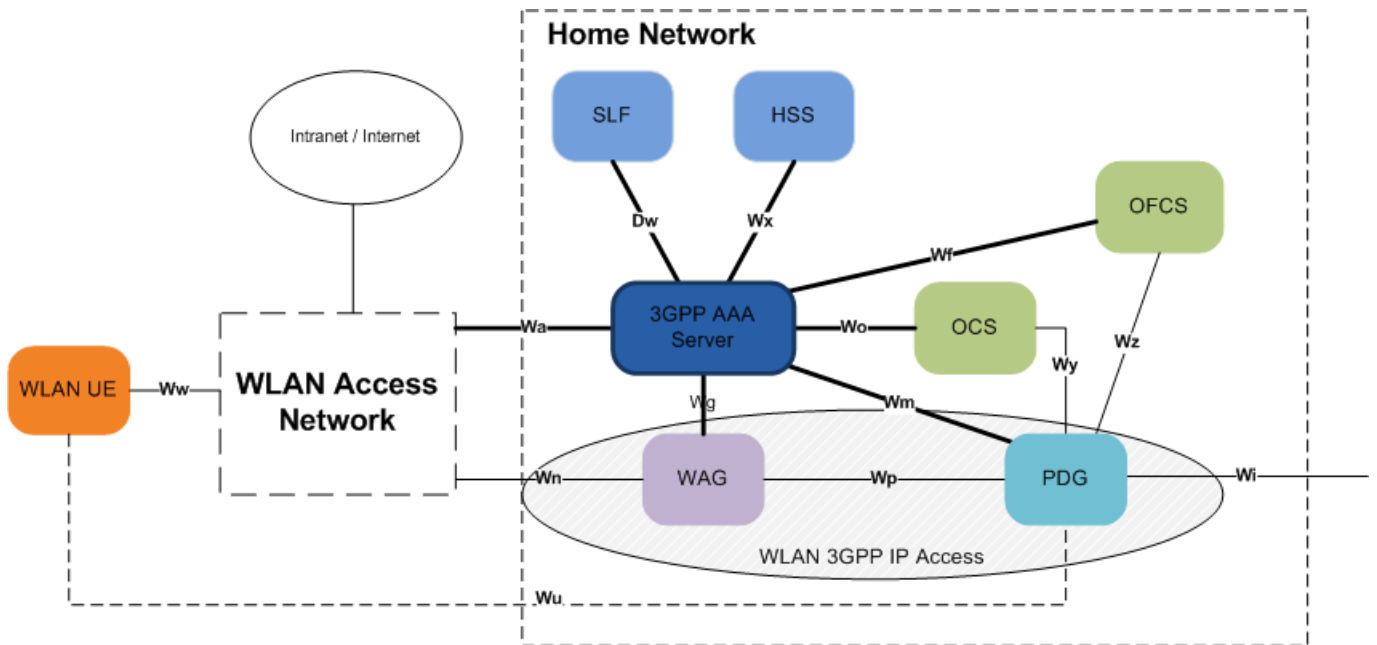 Home Network
SLF
HSS
Intranet / Internet
OFCS
Dw
Wx
Wf
3GPP AAA
Server
Wa
Wo
OCS
Wz
Wy
WLAN UE
Ww
WLAN Access
Network
Wg
Wm
Wn
WAG
Wp
PDG
Wi
WLAN 3GPP IP Access
Wu